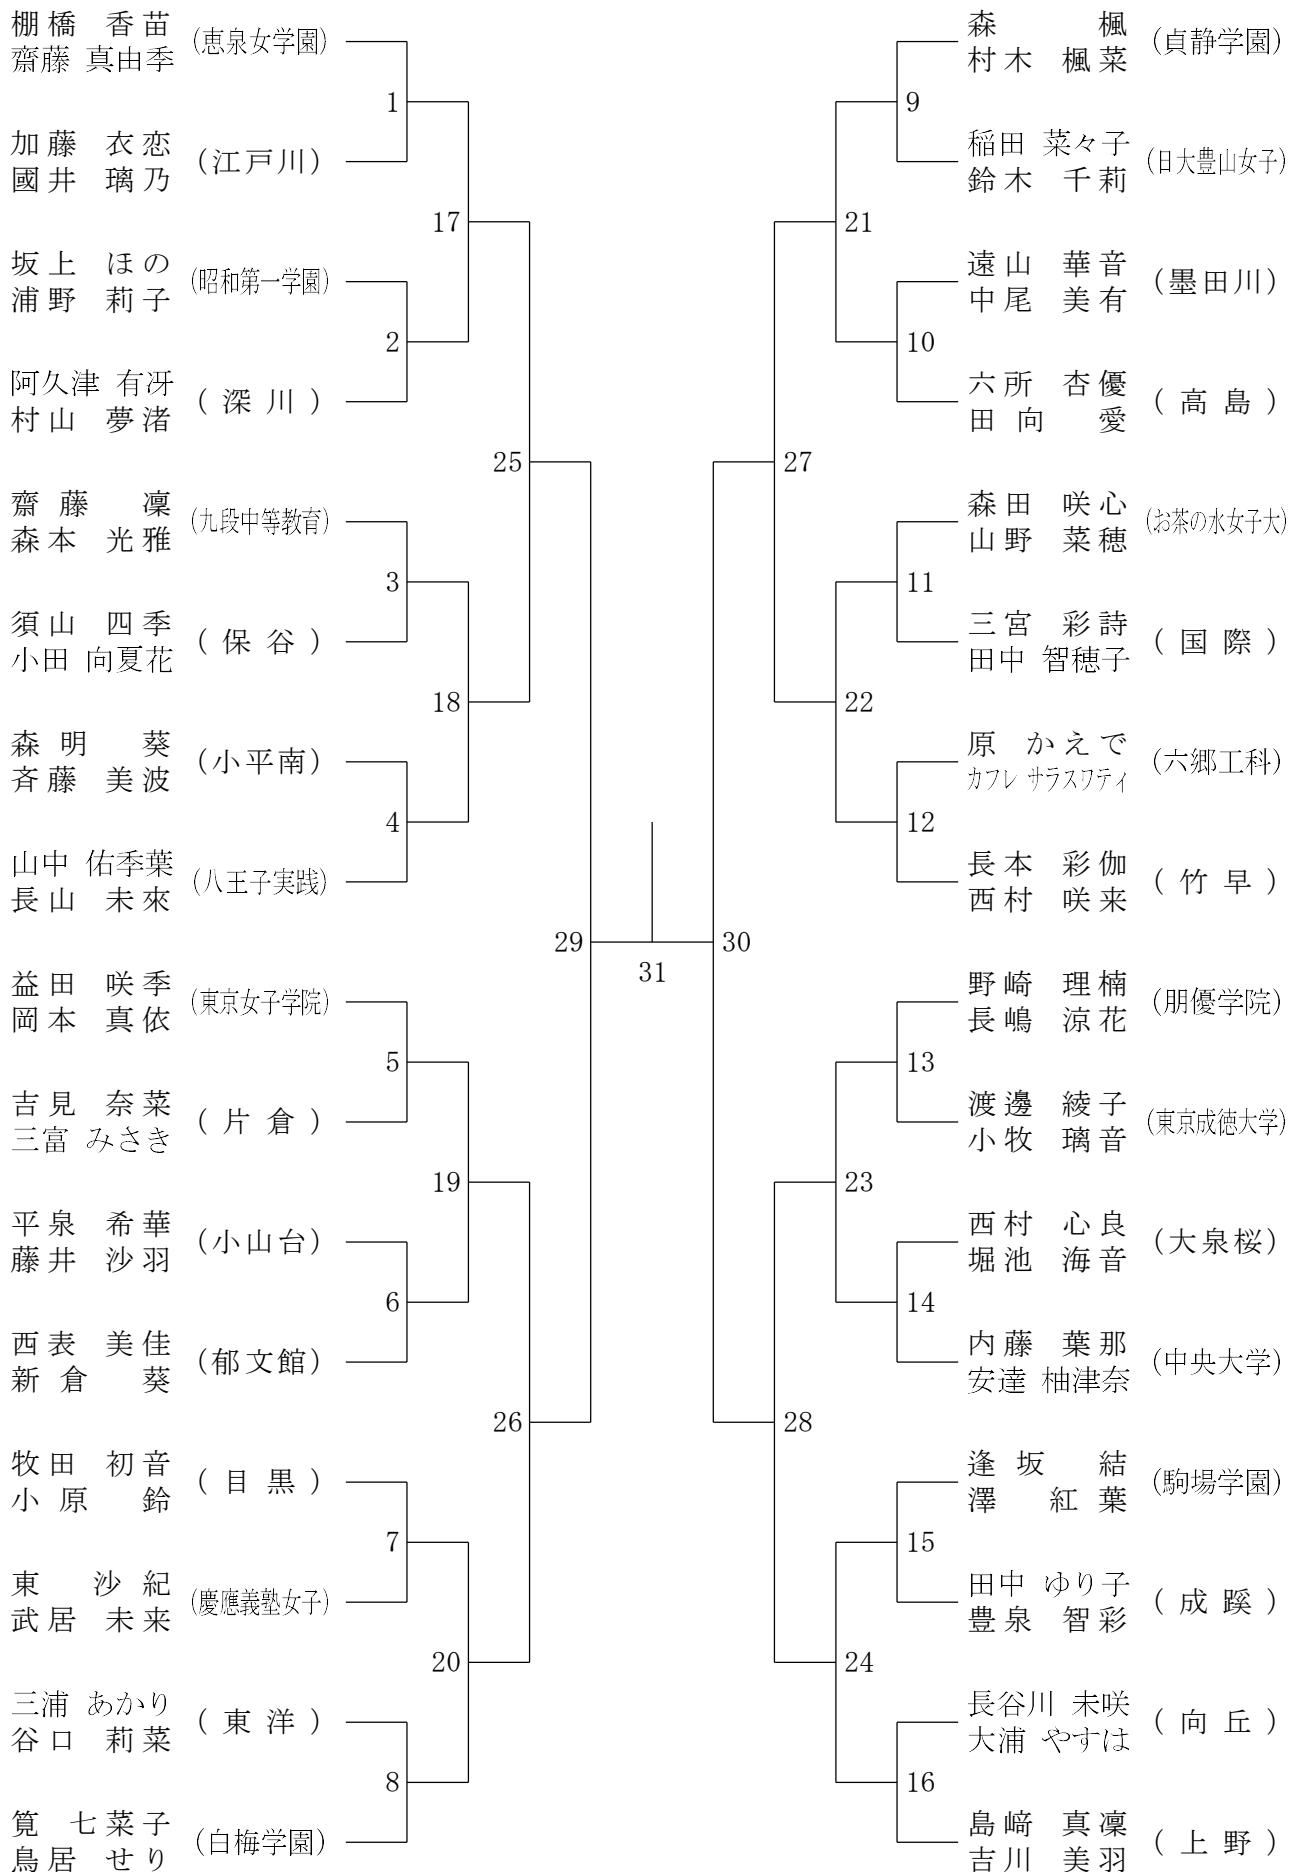 棚橋 香苗
齋藤 真由季
(恵泉女学園)
1
加藤 衣恋
國井 璃乃
(江戸川)
17
坂上 ほの
浦野 莉子
(昭和第一学園)
2
阿久津 有冴
村山 夢渚
(深川)
25
齋藤 凜
森本 光雅
(九段中等教育)
3
須山 四季
小田 向夏花
(保谷)
18
森明 葵
斉藤 美波
(小平南)
4
山中 佑季葉
長山 未來
(八王子実践)
29
益田 咲季
岡本 真依
(東京女子学院)
5
吉見 奈菜
三富 みさき
(片倉)
19
平泉 希華
藤井 沙羽
(小山台)
6
西表 美佳
新倉 葵
(郁文館)
26
牧田 初音
小原 鈴
(目黒)
7
東 沙紀
武居 未来
(慶應義塾女子)
20
三浦 あかり
谷口 莉菜
(東洋)
8
筧 七菜子
鳥居 せり
(白梅学園)
31
森 楓
村木 楓菜
(貞静学園)
9
稲田 菜々子
鈴木 千莉
(日大豊山女子)
21
遠山 華音
中尾 美有
(墨田川)
10
六所 杏優
田向 愛
(高島)
27
森田 咲心
山野 菜穂
(お茶の水女子大)
11
三宮 彩詩
田中 智穂子
(国際)
22
原 かえで
カフレ サラスワティ
(六郷工科)
12
長本 彩伽
西村 咲来
(竹早)
30
野崎 理楠
長嶋 涼花
(朋優学院)
13
渡邊 綾子
小牧 璃音
(東京成徳大学)
23
西村 心良
堀池 海音
(大泉桜)
14
内藤 葉那
安達 柚津奈
(中央大学)
28
逢坂 結
澤 紅葉
(駒場学園)
15
田中 ゆり子
豊泉 智彩
(成蹊)
24
長谷川 未咲
大浦 やすは
(向丘)
16
島﨑 真凜
吉川 美羽
(上野)